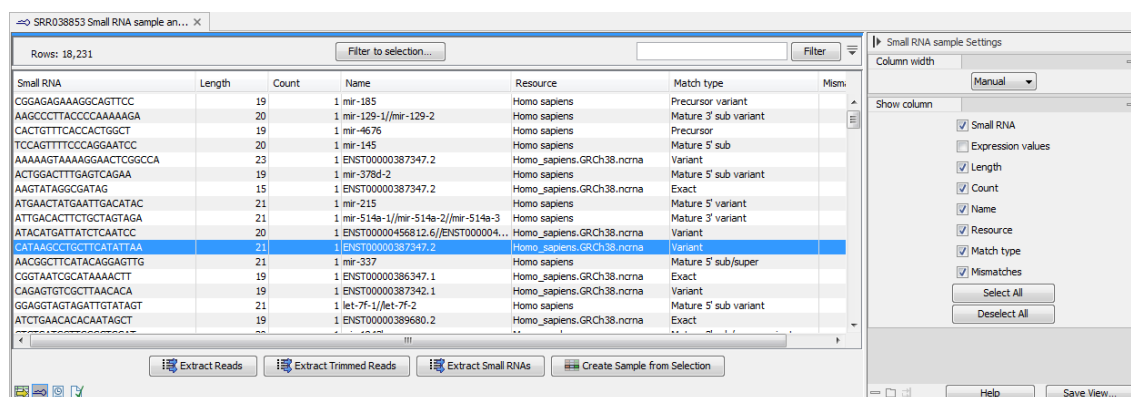 SRR038853 Small RNA sample an...
Rows: 18,231
Filter to selection...
Filter
Small RNA Length Count Name Resource Match type
CGGAGAGAAAGGCAGTTCC 19 1 mir-185 Homo sapiens Precursor variant
AAGCCCTTACCCCAAAAAGA 20 1 mir-129-1//mir-129-2 Homo sapiens Mature 3' sub variant
CACTGTTTCACCACTGGCT 19 1 mir-4676 Homo sapiens Precursor
TCCAGTTTTCCCAGGAATCC 20 1 mir-145 Homo sapiens Mature 5' sub
AAAAAGTAAAAGGAACTCGGCCA 23 1 ENST00000387347.2 Homo_sapiens.GRCh38.ncrna Variant
ACTGGACTTTGAGTCAGAA 19 1 mir-378d-2 Homo sapiens Mature 5' sub variant
AAGTATAGGCGATAG 15 1 ENST00000387347.2 Homo_sapiens.GRCh38.ncrna Exact
ATGAACTATGAATTGACATAC 21 1 mir-215 Homo sapiens Mature 5' variant
ATTGACACTTCTGCTAGTAGA 21 1 mir-514a-1//mir-514a-2//mir-514a-3 Homo sapiens Mature 3' variant
ATACATGATTATCTCAATCC 20 1 ENST00000456812.6//ENST000004... Homo_sapiens.GRCh38.ncrna Variant
CATAAGCCTGCTTCATATTAA 21 1 ENST00000387347.2 Homo_sapiens.GRCh38.ncrna Variant
AACGGCTTCATACAGGAGTTG 21 1 mir-337 Homo sapiens Mature 5' sub/super
CGGTAATCGCATAAAACTT 19 1 ENST00000386347.1 Homo_sapiens.GRCh38.ncrna Exact
CAGAGTGTCGCTTAACACA 19 1 ENST00000387342.1 Homo_sapiens.GRCh38.ncrna Variant
GGAGGTAGTAGATTGTATAGT 21 1 let-7f-1//let-7f-2 Homo sapiens Mature 5' sub variant
ATCTGAACACACAATAGCT 19 1 ENST00000389680.2 Homo_sapiens.GRCh38.ncrna Exact
Extract Reads
Extract Trimmed Reads
Extract Small RNAs
Create Sample from Selection
Small RNA sample Settings
Column width
Manual
Show column
Small RNA
Expression values
Length
Count
Name
Resource
Match type
Mismatches
Select All
Deselect All
Help
Save View...